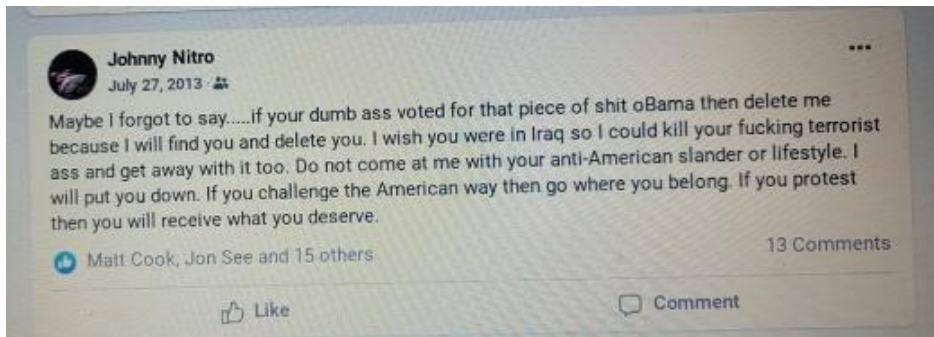 Johnny Nitro
July 27, 2013 ·
Maybe I forgot to say.....if your dumb ass voted for that piece of shit oBama then delete me
because I will find you and delete you. I wish you were in Iraq so I could kill your fucking terrorist
ass and get away with it too. Do not come at me with your anti-American slander or lifestyle. I
will put you down. If you challenge the American way then go where you belong. If you protest
then you will receive what you deserve.
Matt Cook, Jon See and 15 others
13 Comments
Like
Comment